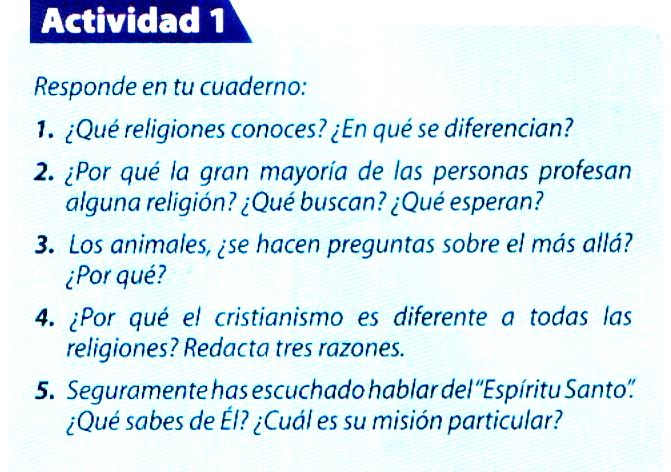 Actividad 1
Responde en tu cuaderno:
1. ¿Qué religiones conoces? ¿En qué se diferencian?
2. ¿Por qué la gran mayoría de las personas profesan
alguna religión? ¿Qué buscan? ¿Qué esperan?
3. Los animales, ¿se hacen preguntas sobre el más allá?
¿Por qué?
4. ¿Por qué el cristianismo es diferente a todas las
religiones? Redacta tres razones.
5. Seguramente has escuchado hablar del "Espíritu Santo".
¿Qué sabes de Él? ¿Cuál es su misión particular?